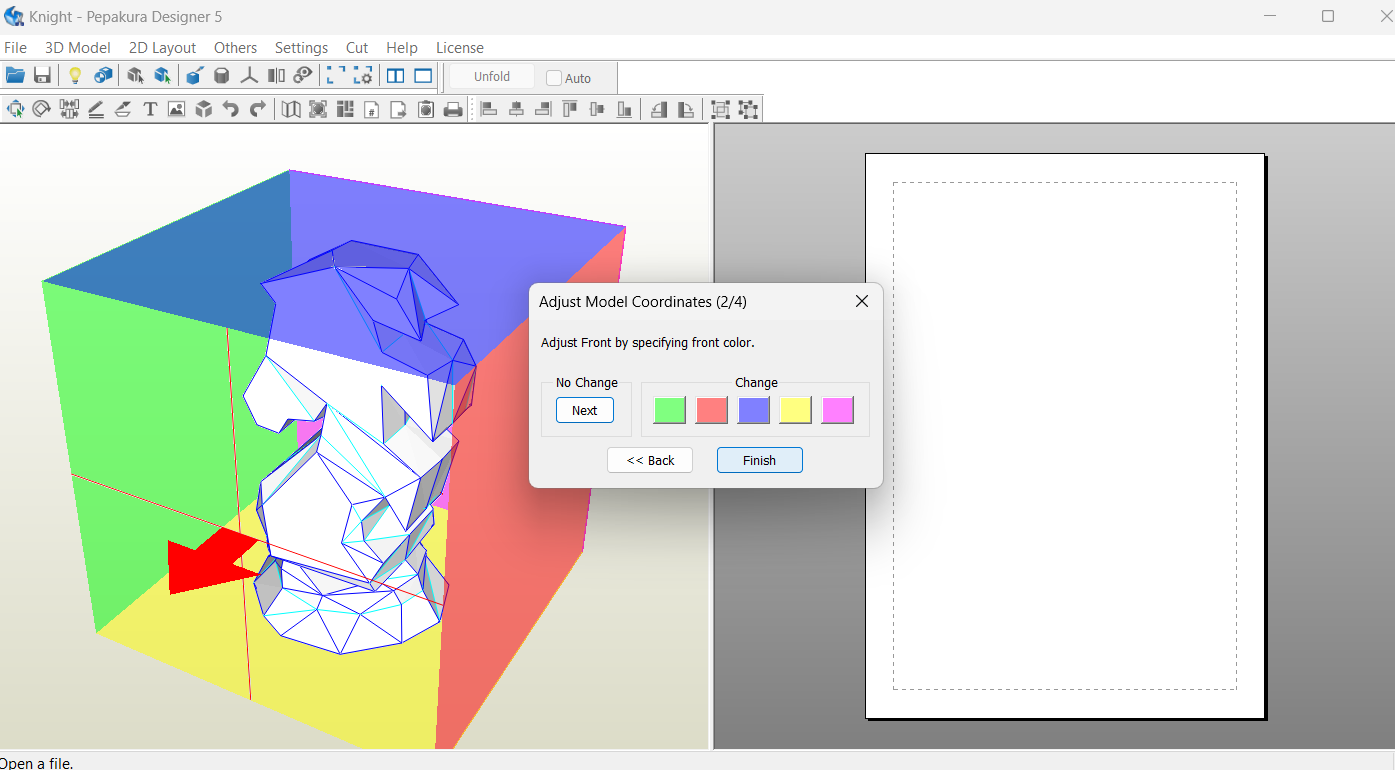 Knight - Pepakura Designer 5
File 3D Model 2D Layout Others Settings Cut Help License
Unfold Auto
T #
Adjust Model Coordinates (2/4)
Adjust Front by specifying front color.
No Change Change
Next
<< Back Finish
Open a file.